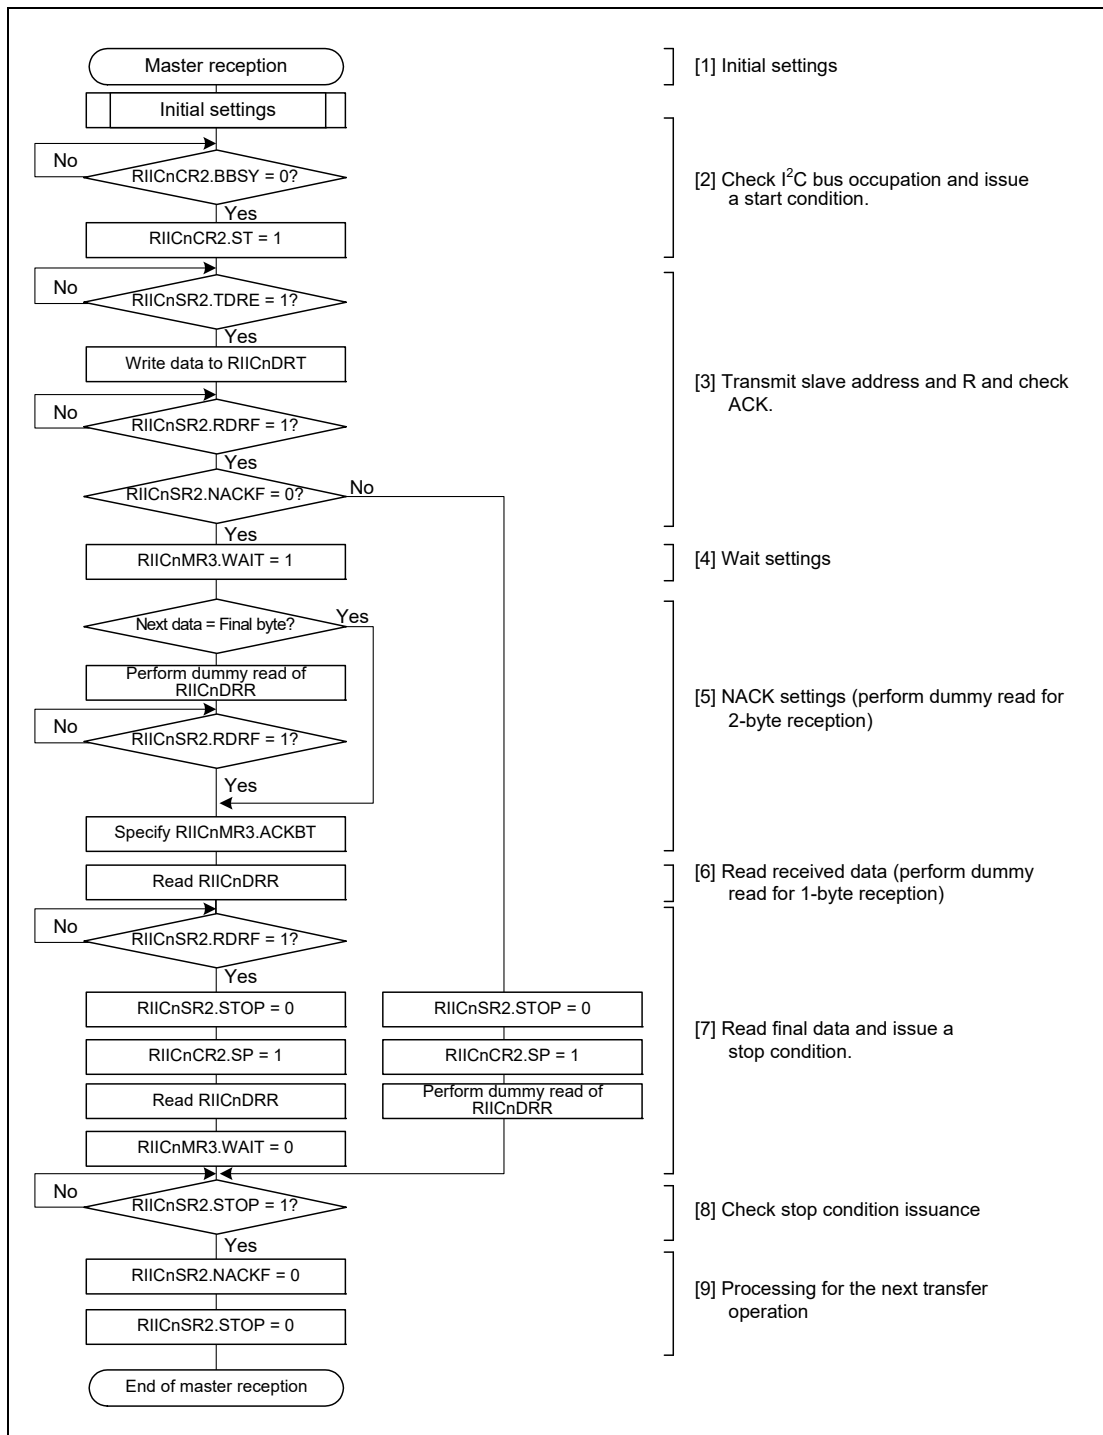 Master reception
[1] Initial settings
Initial settings
No
RIICnCR2.BBSY = 0?
[2] Check I²C bus occupation and issue
a start condition.
Yes
RIICnCR2.ST = 1
No
RIICnSR2.TDRE = 1?
Yes
Write data to RIICnDRT
[3] Transmit slave address and R and check
ACK.
No
RIICnSR2.RDRF = 1?
Yes
RIICnSR2.NACKF = 0?
No
Yes
RIICnMR3.WAIT = 1
[4] Wait settings
Next data = Final byte?
Yes
Perform dummy read of
RIICnDRR
[5] NACK settings (perform dummy read for
2-byte reception)
No
RIICnSR2.RDRF = 1?
Yes
Specify RIICnMR3.ACKBT
Read RIICnDRR
[6] Read received data (perform dummy
read for 1-byte reception)
No
RIICnSR2.RDRF = 1?
Yes
RIICnSR2.STOP = 0
RIICnSR2.STOP = 0
[7] Read final data and issue a
stop condition.
RIICnCR2.SP = 1
RIICnCR2.SP = 1
Read RIICnDRR
Perform dummy read of
RIICnDRR
RIICnMR3.WAIT = 0
No
RIICnSR2.STOP = 1?
[8] Check stop condition issuance
Yes
RIICnSR2.NACKF = 0
[9] Processing for the next transfer
operation
RIICnSR2.STOP = 0
End of master reception